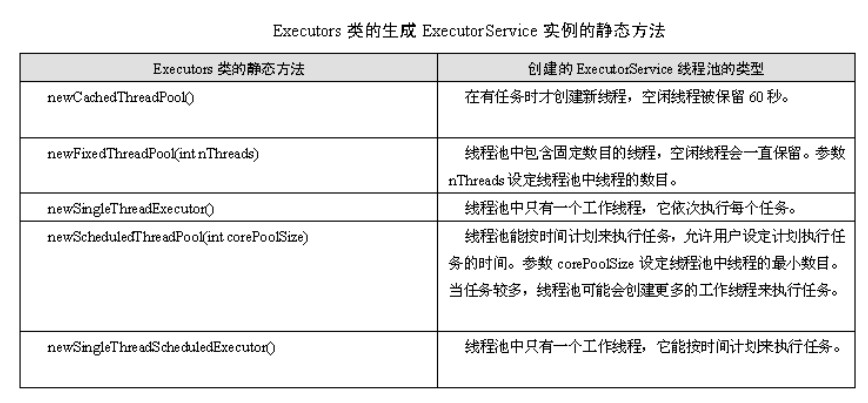 Executors 类的生成 ExecutorService 实例的静态方法
Executors 类的静态方法
创建的 ExecutorService 线程池的类型
newCachedThreadPool()
在有任务时才创建新线程，空闲线程被保留 60 秒。
newFixedThreadPool(int nThreads)
线程池中包含固定数目的线程，空闲线程会一直保留。参数
nThreads 设定线程池中线程的数目。
newSingleThreadExecutor()
线程池中只有一个工作线程，它依次执行每个任务。
newScheduledThreadPool(int corePoolSize)
线程池能按时间计划来执行任务，允许用户设定计划执行任
务的时间。参数 corePoolSize 设定线程池中线程的最小数目。
当任务较多，线程池可能会创建更多的工作线程来执行任务。
newSingleThreadScheduledExecutor()
线程池中只有一个工作线程，它能按时间计划来执行任务。